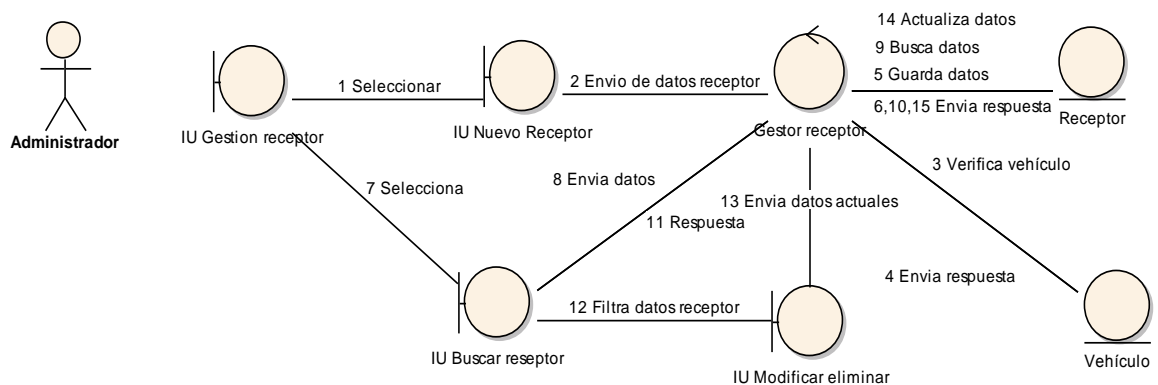 14 Actualiza datos
9 Busca datos
5 Guarda datos
6,10,15 Envia respuesta
1 Seleccionar
2 Envio de datos receptor
Administrador
IU Gestion receptor
IU Nuevo Receptor
Gestor receptor
Receptor
3 Verifica vehículo
7 Selecciona
8 Envia datos
13 Envia datos actuales
11 Respuesta
4 Envia respuesta
12 Filtra datos receptor
IU Buscar reseptor
IU Modificar eliminar
Vehículo